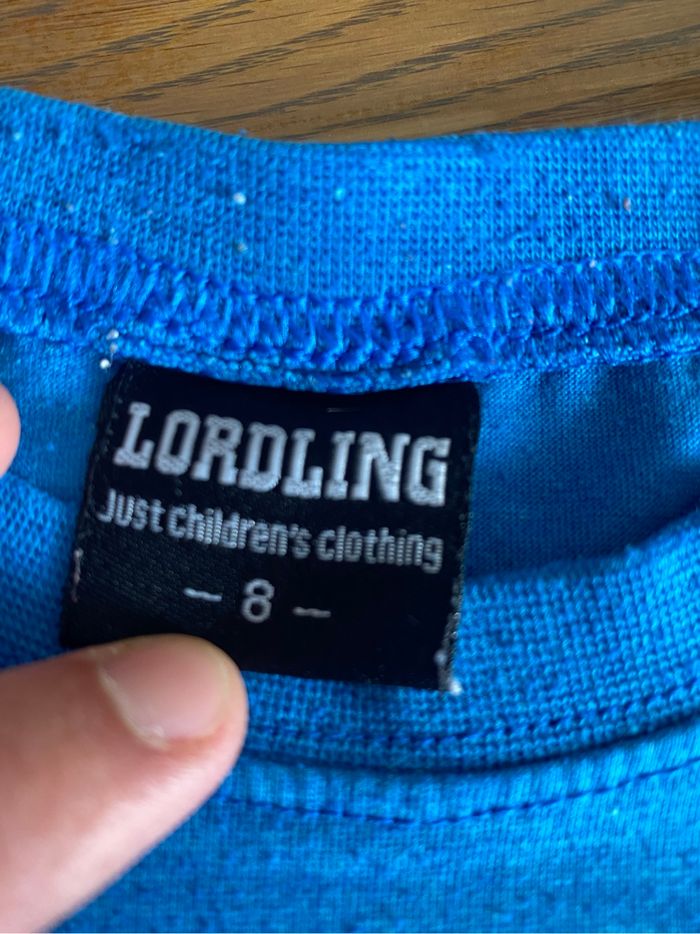 LORDLING
Just children's clothing
- 8 -